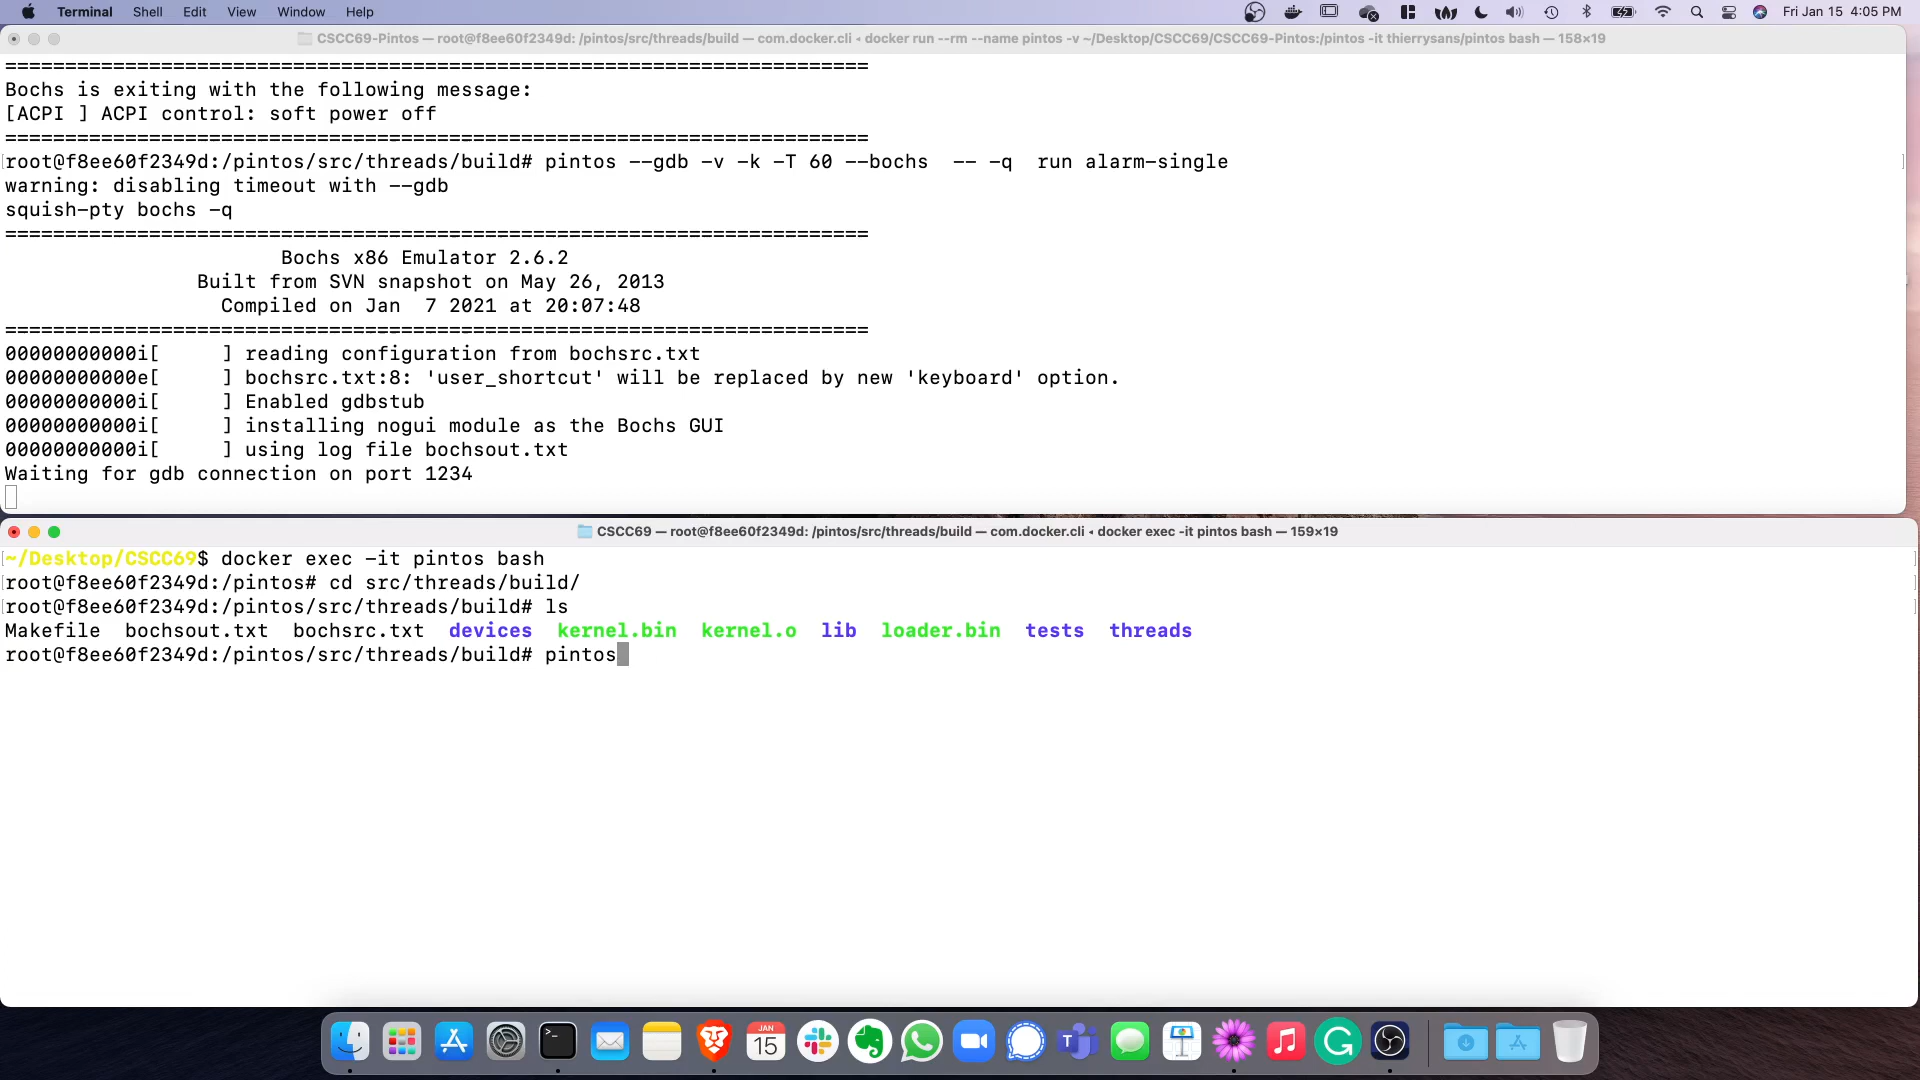 Terminal Shell Edit View Window Help Fri Jan 15 4:05 PM
CSCC69-Pintos — root@f8ee60f2349d: /pintos/src/threads/build — com.docker.cli ◂ docker run --rm --name pintos -v ~/Desktop/CSCC69/CSCC69-Pintos:/pintos -it thierrysans/pintos bash — 158×19
========================================================================
Bochs is exiting with the following message:
[ACPI ] ACPI control: soft power off
========================================================================
root@f8ee60f2349d:/pintos/src/threads/build# pintos --gdb -v -k -T 60 --bochs  -- -q  run alarm-single
warning: disabling timeout with --gdb
squish-pty bochs -q
========================================================================
Bochs x86 Emulator 2.6.2
Built from SVN snapshot on May 26, 2013
Compiled on Jan  7 2021 at 20:07:48
========================================================================
00000000000i[     ] reading configuration from bochsrc.txt
00000000000e[     ] bochsrc.txt:8: 'user_shortcut' will be replaced by new 'keyboard' option.
00000000000i[     ] Enabled gdbstub
00000000000i[     ] installing nogui module as the Bochs GUI
00000000000i[     ] using log file bochsout.txt
Waiting for gdb connection on port 1234
CSCC69 — root@f8ee60f2349d: /pintos/src/threads/build — com.docker.cli ◂ docker exec -it pintos bash — 159×19
~/Desktop/CSCC69$ docker exec -it pintos bash
root@f8ee60f2349d:/pintos# cd src/threads/build/
root@f8ee60f2349d:/pintos/src/threads/build# ls
Makefile  bochsout.txt  bochsrc.txt  devices  kernel.bin  kernel.o  lib  loader.bin  tests  threads
root@f8ee60f2349d:/pintos/src/threads/build# pintos
JAN
15